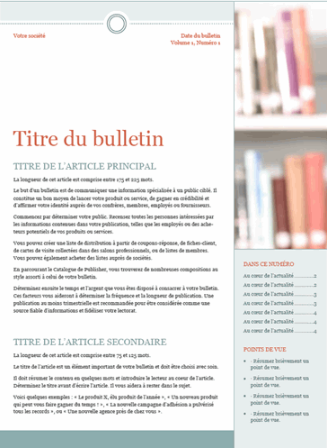 Votre société
Date du bulletin
Volume 1, Numéro 1
Titre du bulletin
TITRE DE L'ARTICLE PRINCIPAL
La longueur de cet article est comprise entre 175 et 225 mots.
Le but d'un bulletin est de communiquer une information spécialisée à un public ciblé. Il
constitue un bon moyen de lancer votre produit ou service, de gagner en crédibilité et
d'affirmer votre identité auprès de vos confrères, membres, employés ou fournisseurs.
Commencez par déterminer votre public. Recensez toutes les personnes intéressées par
les informations contenues dans votre publication, telles que les employés ou des ache-
teurs potentiels de vos produits ou services.
Vous pouvez créer une liste de distribution à partir de coupons-réponse, de fiches-client,
de cartes de visite collectées dans des salons professionnels, ou de listes de membres.
Vous pouvez également acheter des listes auprès de sociétés.
En parcourant le Catalogue de Publisher, vous trouverez de nombreuses compositions au
style assorti à celui de votre bulletin.
Déterminez ensuite le temps et l'argent que vous êtes disposé à consacrer à votre bulletin.
Ces facteurs vous aideront à déterminer la fréquence et la longueur de publication. Une
publication au moins trimestrielle est recommandée pour être considérée comme une
source fiable d'informations et fidéliser votre lectorat.
TITRE DE L'ARTICLE SECONDAIRE
La longueur de cet article est comprise entre 75 et 125 mots.
Le titre de l'article est un élément important de votre bulletin et doit être choisi avec soin.
Il doit résumer le contenu en quelques mots et introduire le lecteur au cœur de l'article.
Déterminez le titre avant d'écrire l'article. Il vous aidera à rester dans le sujet.
Voici quelques exemples : « Le produit X, élu produit de l'année », « Un nouveau produit
qui peut vous faire gagner du temps ! », « La nouvelle campagne d'adhésion a pulvérisé
tous les records », ou « Une nouvelle agence près de chez vous ».
DANS CE NUMÉRO
Au cœur de l'actualité ..........2
Au cœur de l'actualité ..........2
Au cœur de l'actualité ..........3
Au cœur de l'actualité ..........3
Au cœur de l'actualité ..........4
Au cœur de l'actualité ..........4
POINTS DE VUE
• Résumez brièvement un
point de vue.
• Résumez brièvement un
point de vue.
• Résumez brièvement un
point de vue.